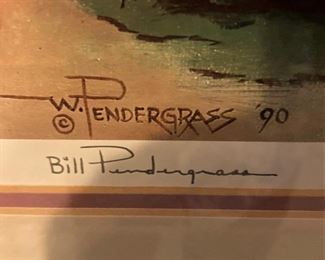 © W. PENDERGRASS '90
Bill Pendergrass